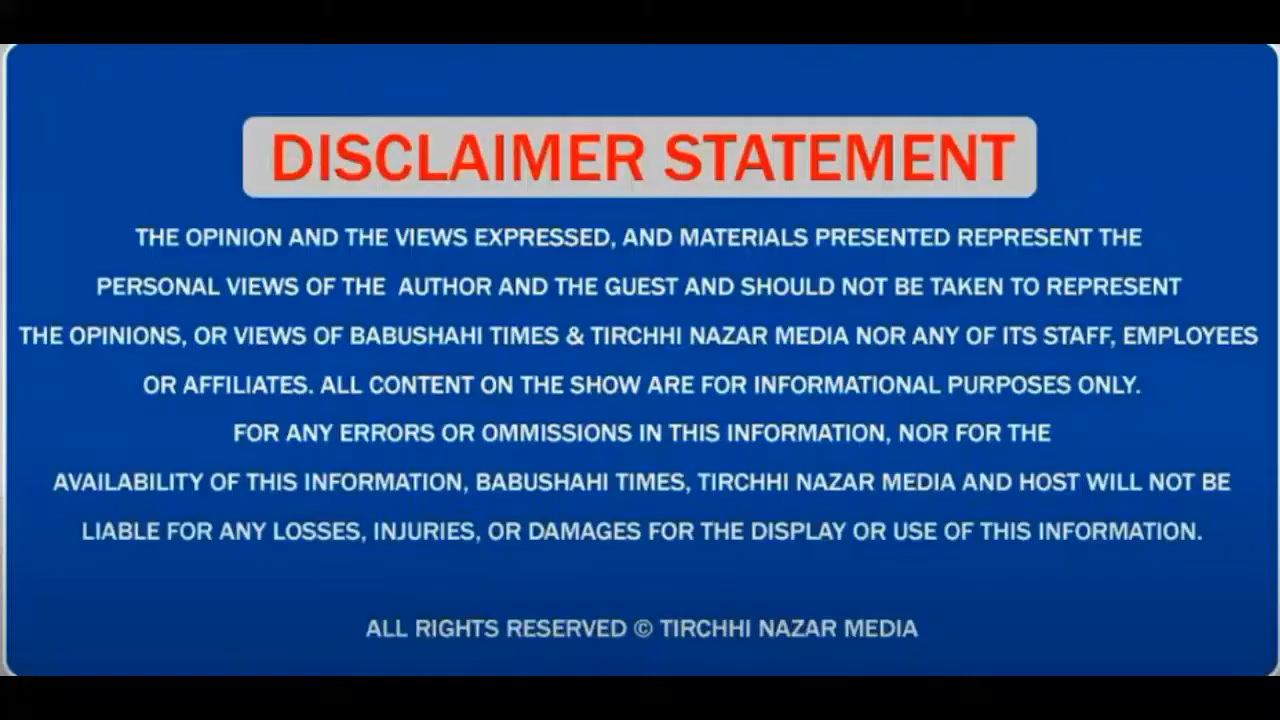 DISCLAIMER STATEMENT
THE OPINION AND THE VIEWS EXPRESSED, AND MATERIALS PRESENTED REPRESENT THE
PERSONAL VIEWS OF THE AUTHOR AND THE GUEST AND SHOULD NOT BE TAKEN TO REPRESENT
THE OPINIONS, OR VIEWS OF BABUSHAHI TIMES & TIRCHHI NAZAR MEDIA NOR ANY OF ITS STAFF, EMPLOYEES
OR AFFILIATES. ALL CONTENT ON THE SHOW ARE FOR INFORMATIONAL PURPOSES ONLY.
FOR ANY ERRORS OR OMMISSIONS IN THIS INFORMATION, NOR FOR THE
AVAILABILITY OF THIS INFORMATION, BABUSHAHI TIMES, TIRCHHI NAZAR MEDIA AND HOST WILL NOT BE
LIABLE FOR ANY LOSSES, INJURIES, OR DAMAGES FOR THE DISPLAY OR USE OF THIS INFORMATION.
ALL RIGHTS RESERVED © TIRCHHI NAZAR MEDIA